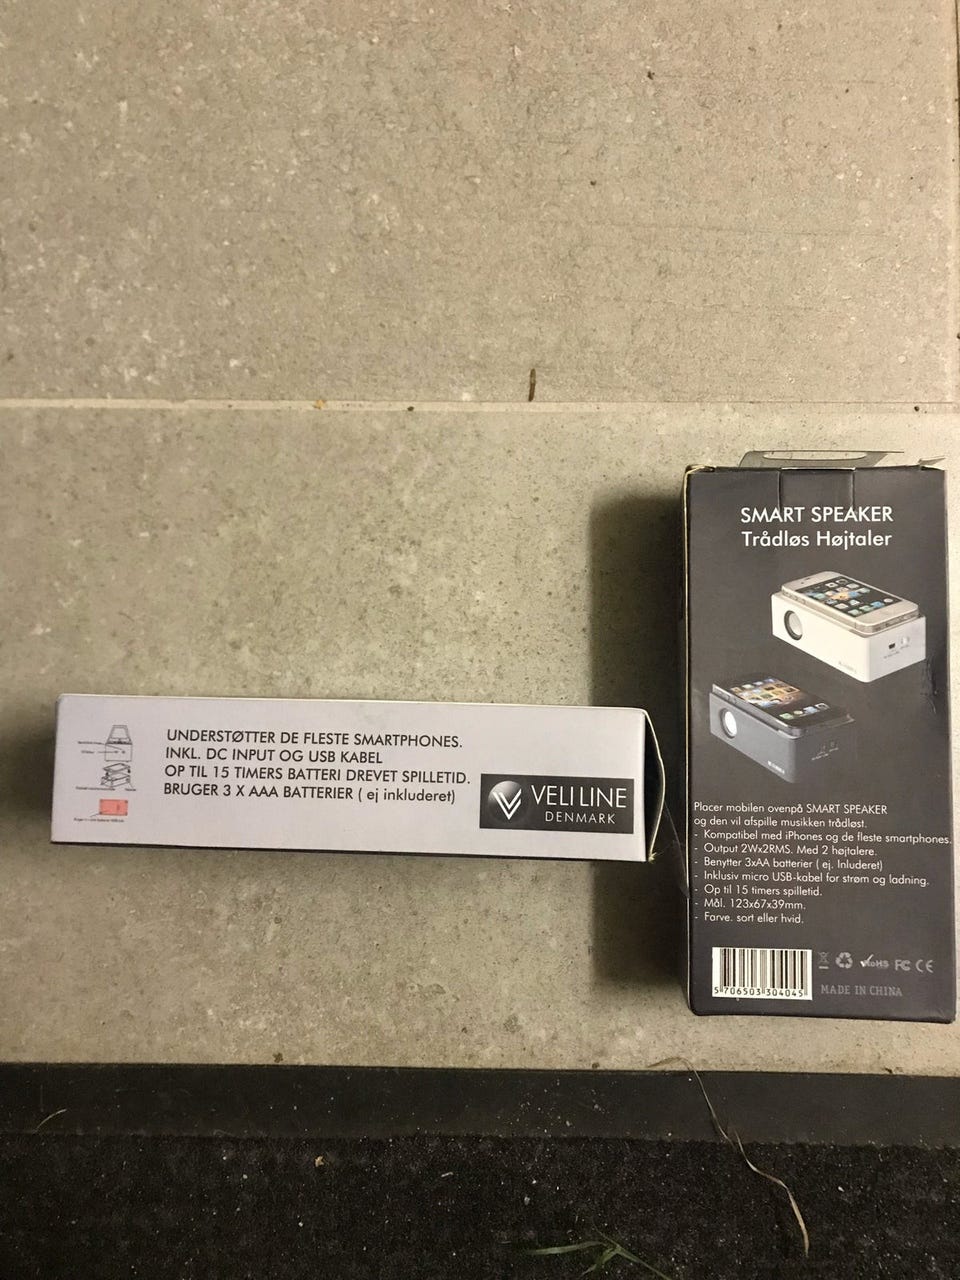 UNDERSTØTTER DE FLESTE SMARTPHONES.
INKL. DC INPUT OG USB KABEL
OP TIL 15 TIMERS BATTERI DREVET SPILLETID.
BRUGER 3 X AAA BATTERIER ( ej inkluderet)
VELILINE
DENMARK
SMART SPEAKER
Trådløs Højtaler
Placer mobilen ovenpå SMART SPEAKER
og den vil afspille musikken trådløst.
- Kompatibel med iPhones og de fleste smartphones.
- Output 2Wx2RMS. Med 2 højtalere.
- Benytter 3xAA batterier ( ej. Inluderet)
- Inklusiv micro USB-kabel for strøm og ladning.
- Op til 15 timers spilletid.
- Mål. 123x67x39mm.
- Farve. sort eller hvid.
5 706503 304045
RoHS FC CE
MADE IN CHINA